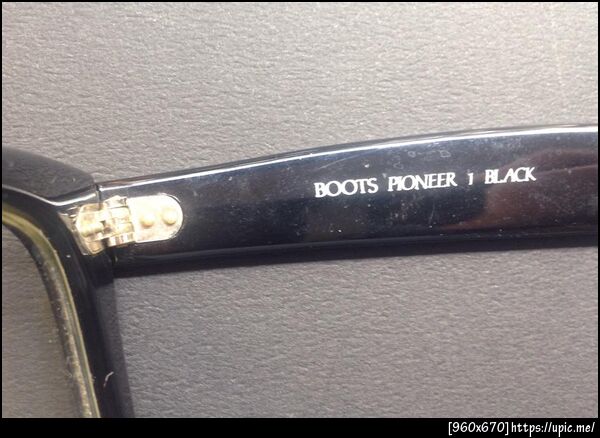 BOOTS PIONEER 1 BLACK
[960x670]https://upic.me/